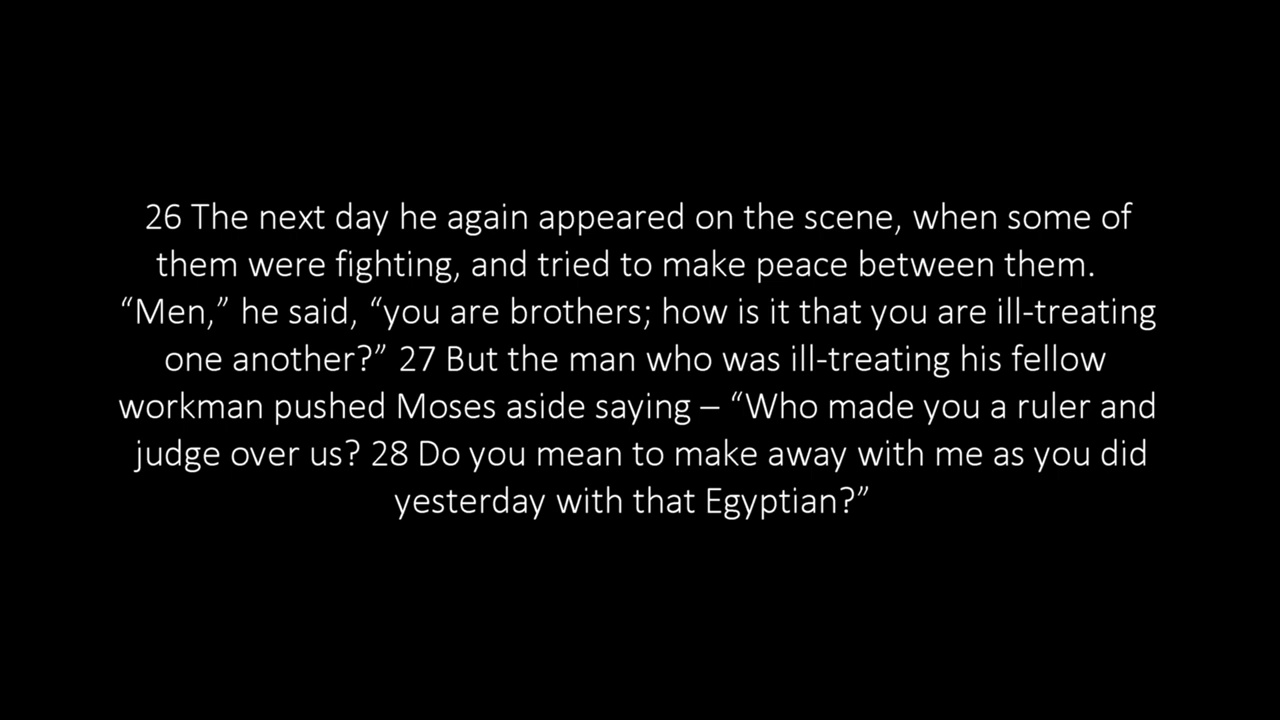 26 The next day he again appeared on the scene, when some of
them were fighting, and tried to make peace between them.
“Men,” he said, “you are brothers; how is it that you are ill-treating
one another?” 27 But the man who was ill-treating his fellow
workman pushed Moses aside saying – “Who made you a ruler and
judge over us? 28 Do you mean to make away with me as you did
yesterday with that Egyptian?”